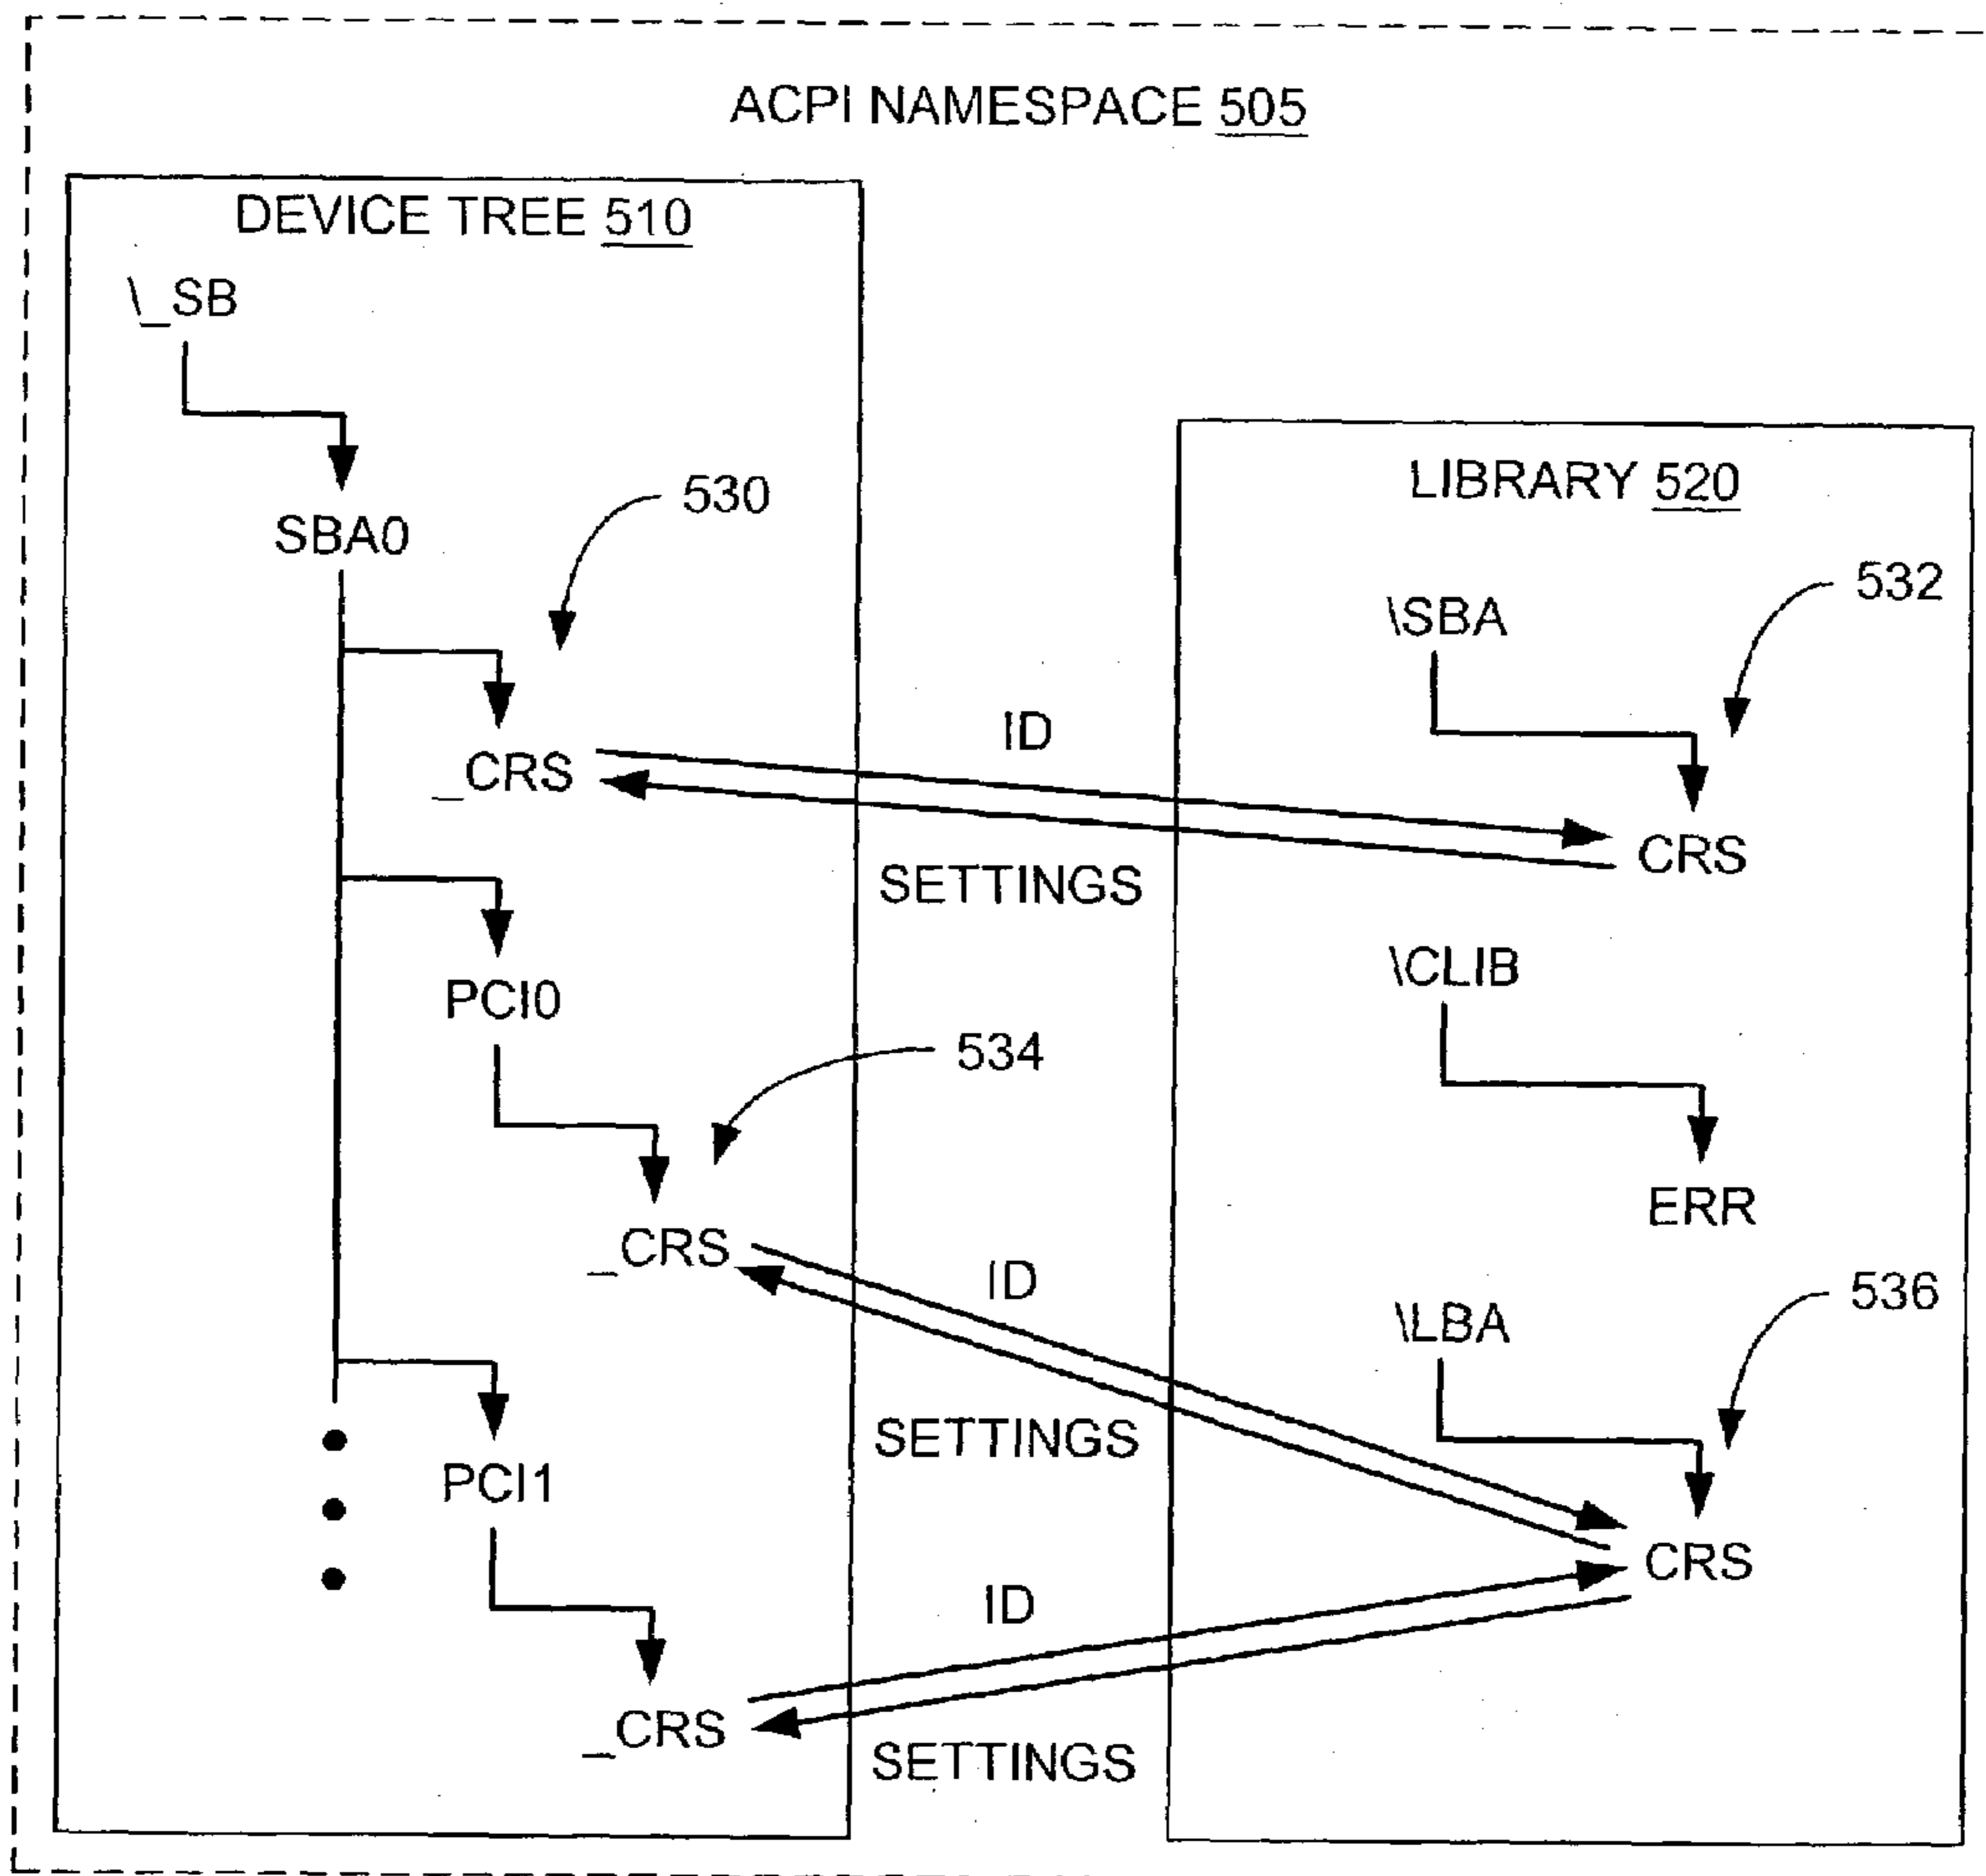 ACPI NAMESPACE 505
DEVICE TREE 510
\_SB
SBA0
530
_CRS
PCI0
534
_CRS
PCI1
_CRS
ID
SETTINGS
ID
SETTINGS
ID
SETTINGS
LIBRARY 520
532
\SBA
CRS
\CLIB
ERR
536
\LBA
CRS